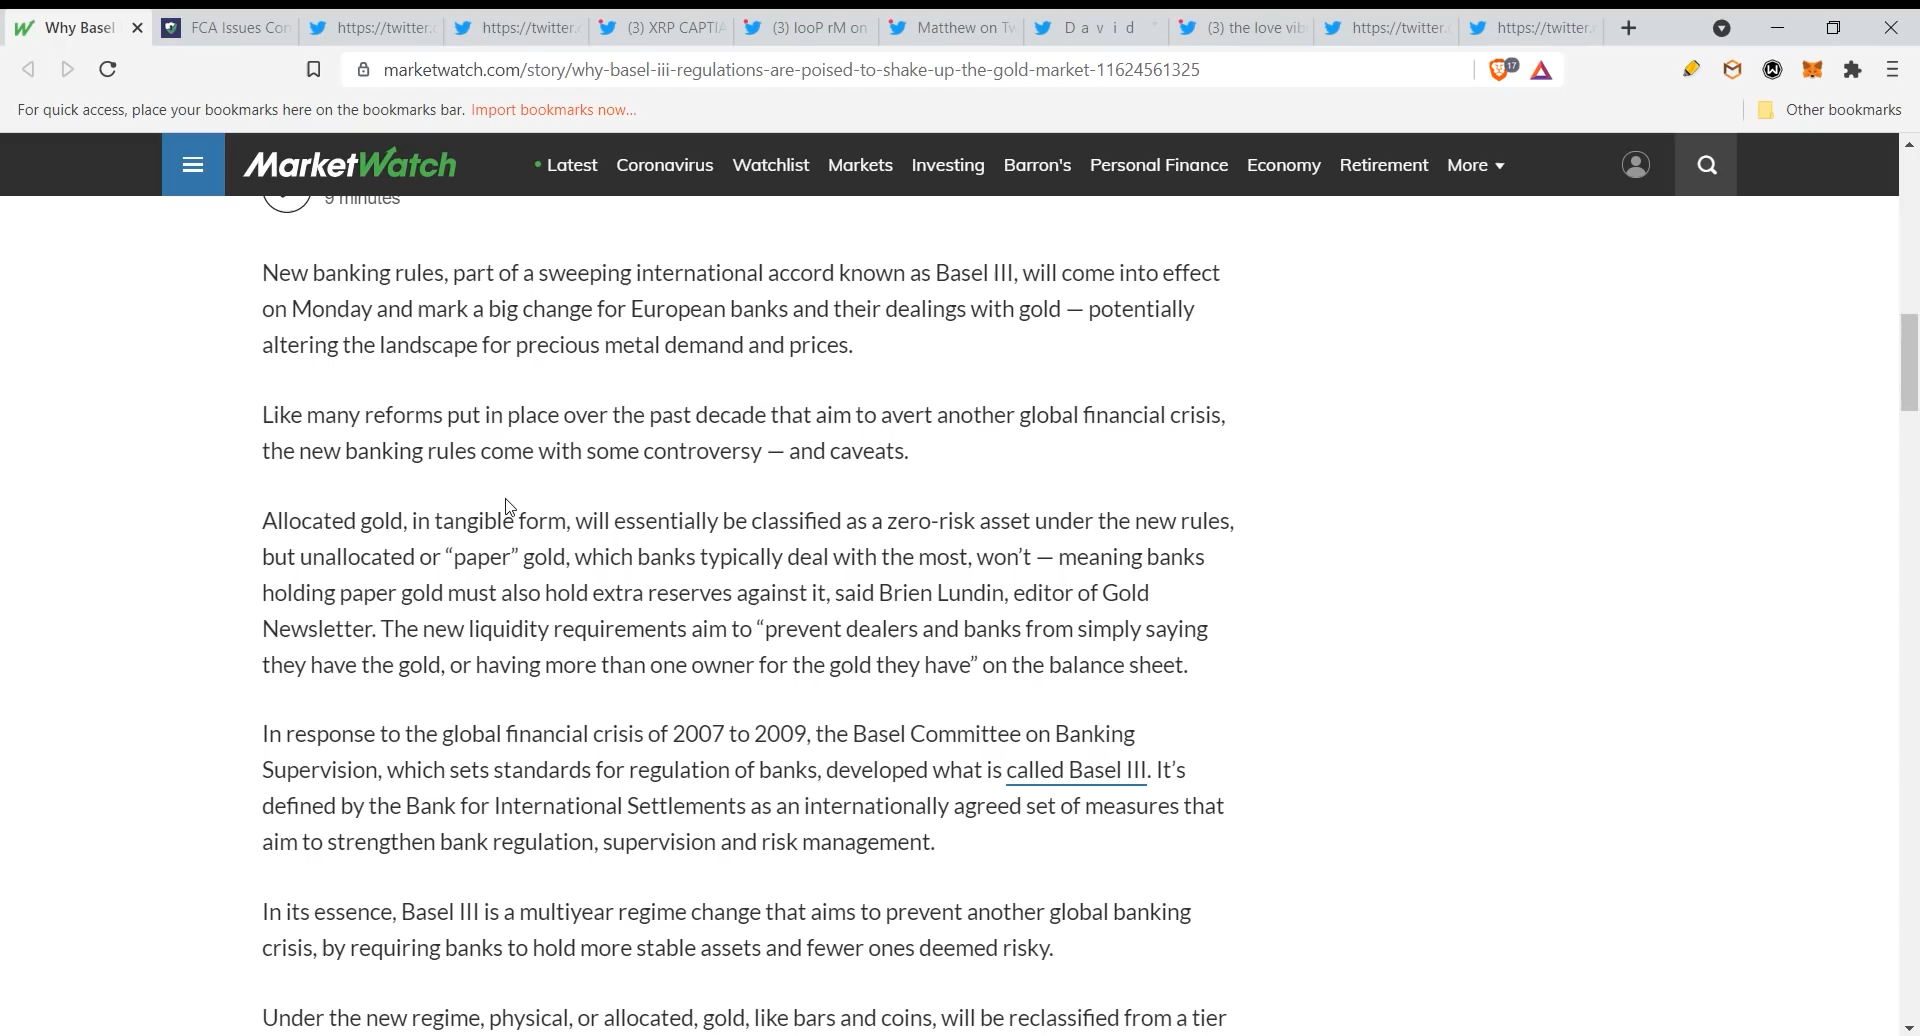 Why Basel
FCA Issues Con
https://twitter.c
https://twitter.c
(3) XRP CAPTIA
(3) looP rM on
Matthew on Tw
D a v i d
(3) the love vib
https://twitter.c
https://twitter.c
marketwatch.com/story/why-basel-iii-regulations-are-poised-to-shake-up-the-gold-market-11624561325
17
For quick access, place your bookmarks here on the bookmarks bar. Import bookmarks now...
Other bookmarks
MarketWatch
• Latest Coronavirus Watchlist Markets Investing Barron's Personal Finance Economy Retirement More
9 minutes
New banking rules, part of a sweeping international accord known as Basel III, will come into effect
on Monday and mark a big change for European banks and their dealings with gold — potentially
altering the landscape for precious metal demand and prices.
Like many reforms put in place over the past decade that aim to avert another global financial crisis,
the new banking rules come with some controversy — and caveats.
Allocated gold, in tangible form, will essentially be classified as a zero-risk asset under the new rules,
but unallocated or “paper” gold, which banks typically deal with the most, won’t — meaning banks
holding paper gold must also hold extra reserves against it, said Brien Lundin, editor of Gold
Newsletter. The new liquidity requirements aim to “prevent dealers and banks from simply saying
they have the gold, or having more than one owner for the gold they have” on the balance sheet.
In response to the global financial crisis of 2007 to 2009, the Basel Committee on Banking
Supervision, which sets standards for regulation of banks, developed what is called Basel III. It’s
defined by the Bank for International Settlements as an internationally agreed set of measures that
aim to strengthen bank regulation, supervision and risk management.
In its essence, Basel III is a multiyear regime change that aims to prevent another global banking
crisis, by requiring banks to hold more stable assets and fewer ones deemed risky.
Under the new regime, physical, or allocated, gold, like bars and coins, will be reclassified from a tier